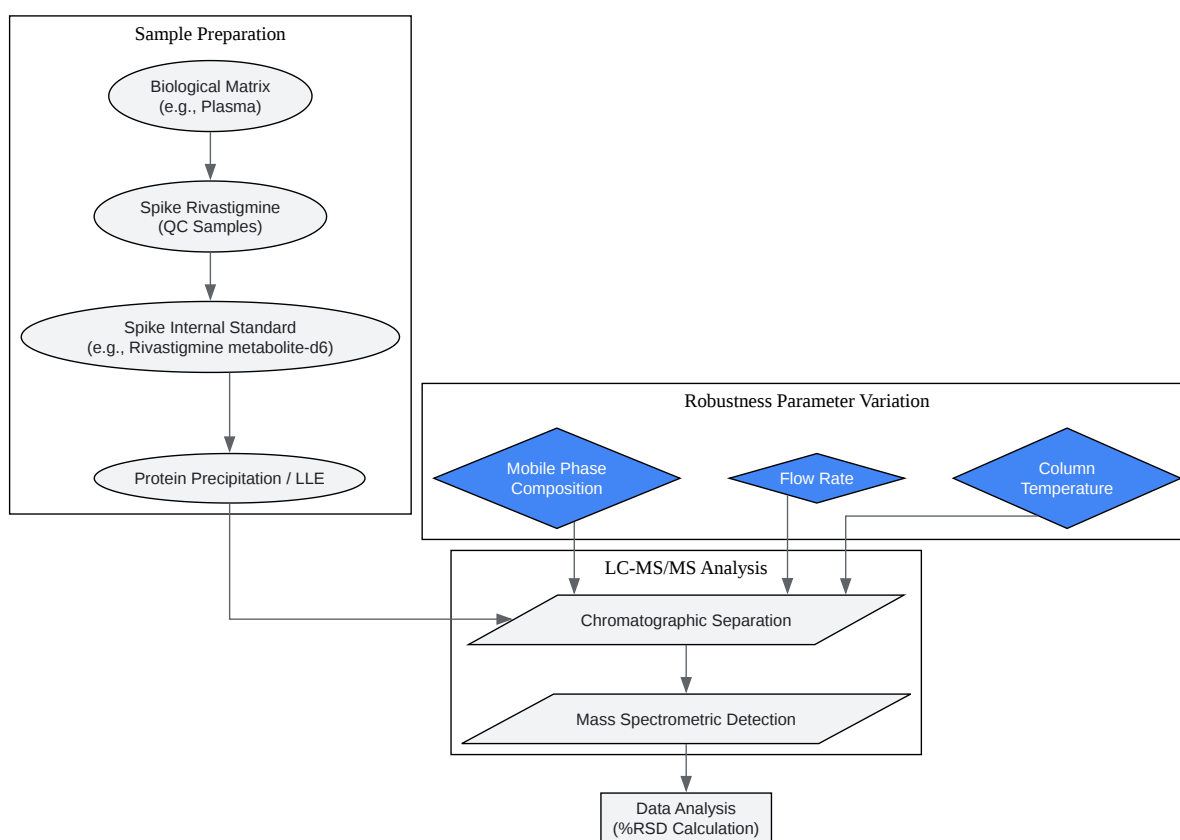 Sample Preparation
Biological Matrix
(e.g., Plasma)
Spike Rivastigmine
(QC Samples)
Spike Internal Standard
(e.g., Rivastigmine metabolite-d6)
Protein Precipitation / LLE
Robustness Parameter Variation
Mobile Phase
Composition
Flow Rate
Column
Temperature
LC-MS/MS Analysis
Chromatographic Separation
Mass Spectrometric Detection
Data Analysis
(%RSD Calculation)